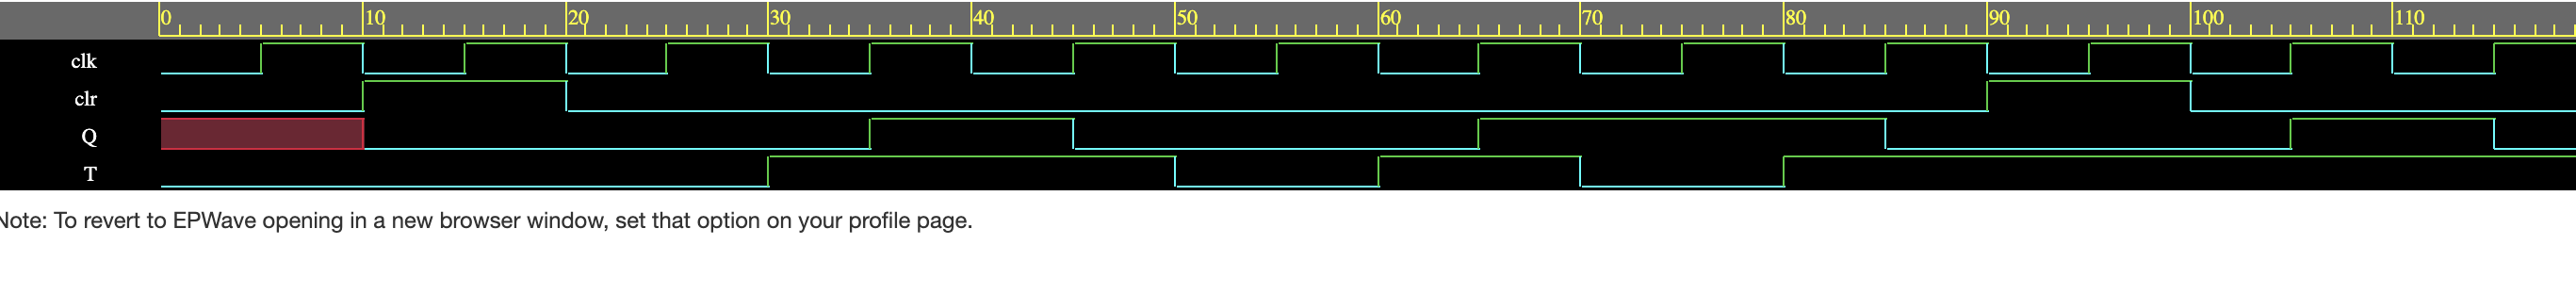 0 10 20 30 40 50 60 70 80 90 100 110
clk
clr
Q
T
Note: To revert to EPWave opening in a new browser window, set that option on your profile page.